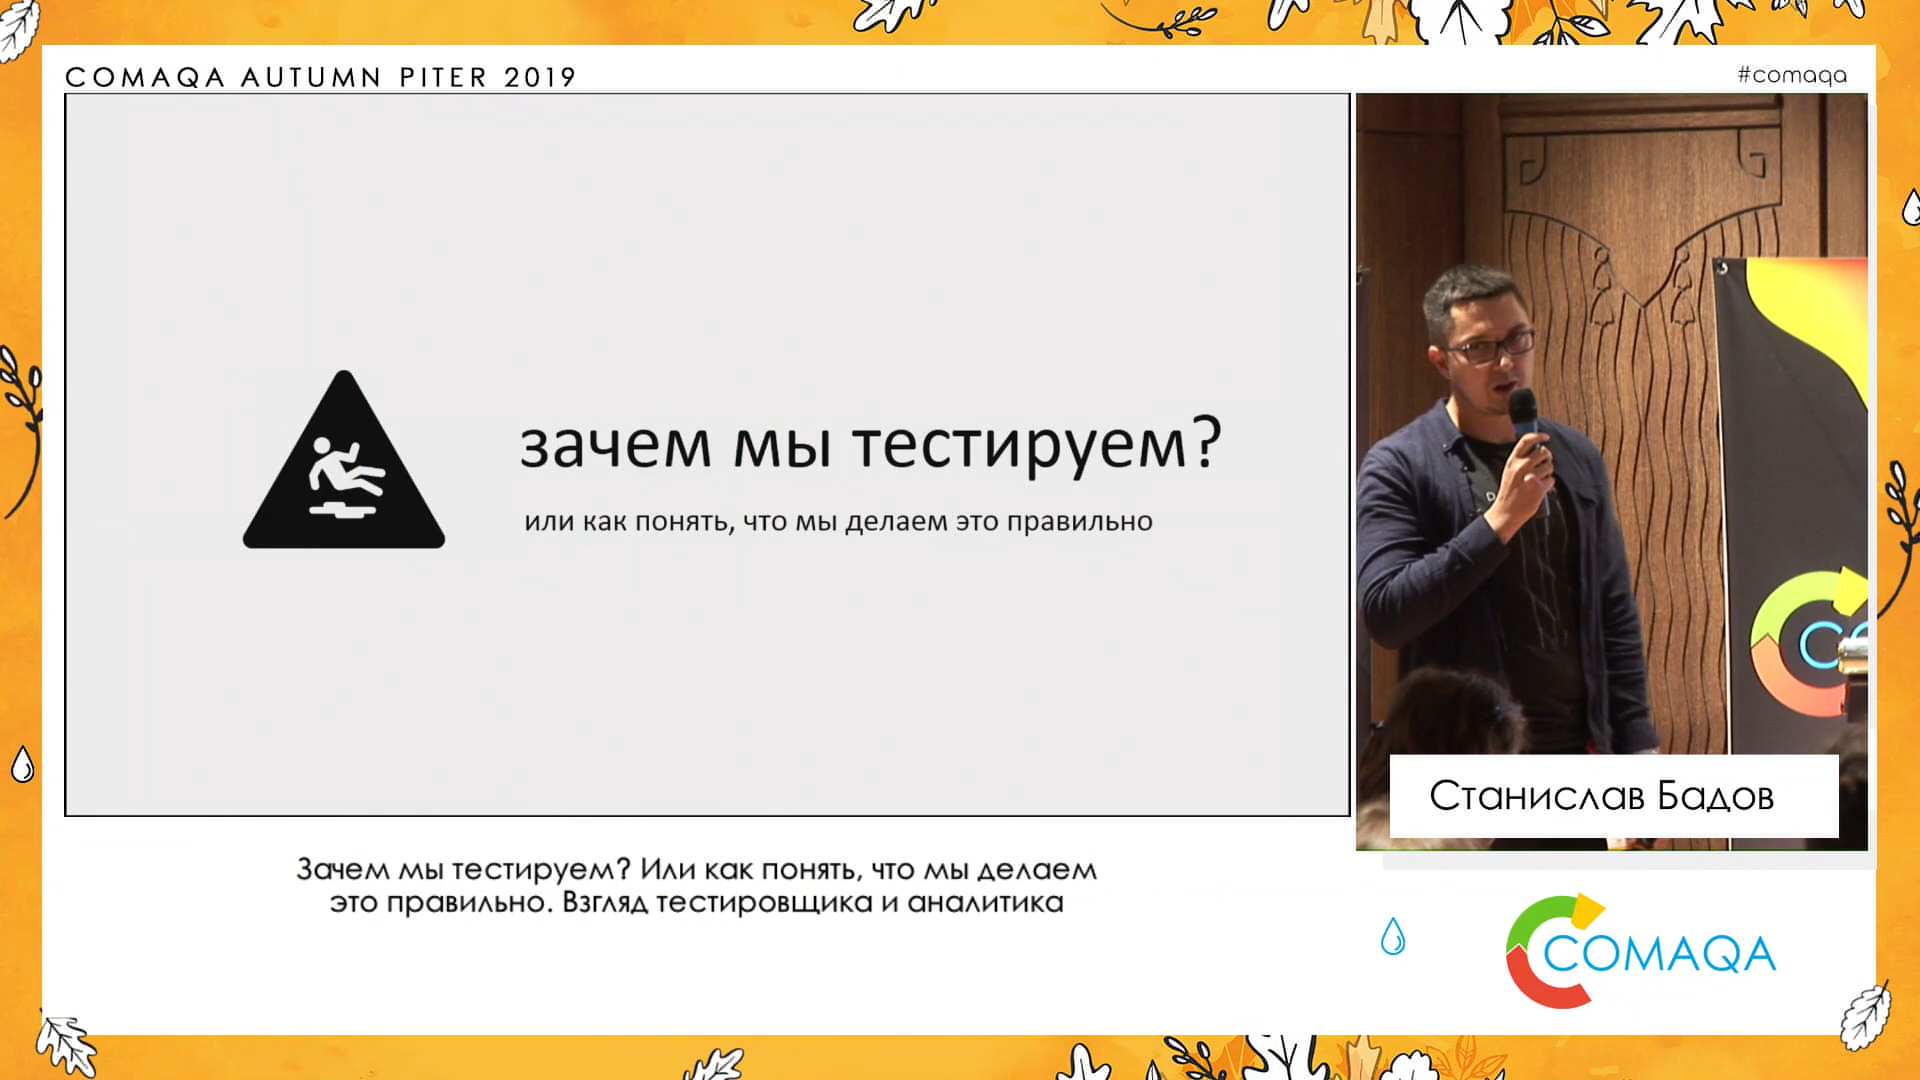 COMAQA AUTUMN PITER 2019
#comaqa
зачем мы тестируем?
или как понять, что мы делаем это правильно
Станислав Бадов
Зачем мы тестируем? Или как понять, что мы делаем
это правильно. Взгляд тестировщика и аналитика
COMAQA